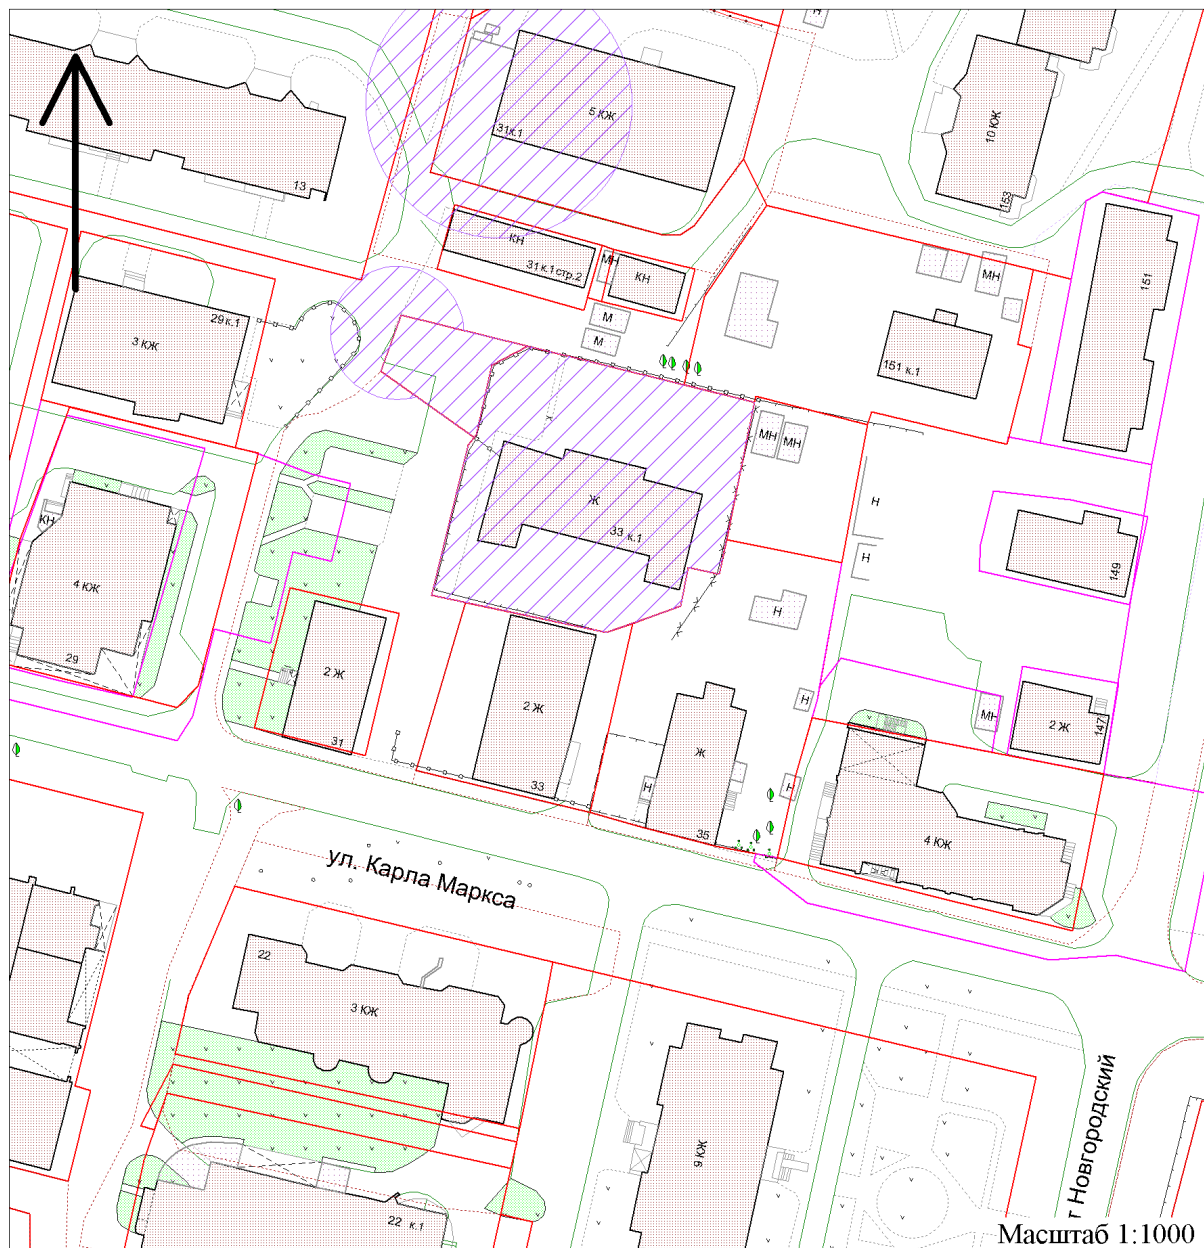 Н
5 КЖ
31к.1
10 КЖ
153
13
КН
31 к.1 стр.2
МН
КН
МН
151
29 к.1
3 КЖ
М
М
151 к.1
МН
МН
Ж
33 к.1
Н
Н
149
КН
4 КЖ
29
2 Ж
31
2 Ж
33
Н
Н
МН
2 Ж
147
Ж
Н
Н
35
4 КЖ
ул. Карла Маркса
22
3 КЖ
9 КЖ
т Новгородский
22 к.1
Масштаб 1:1000